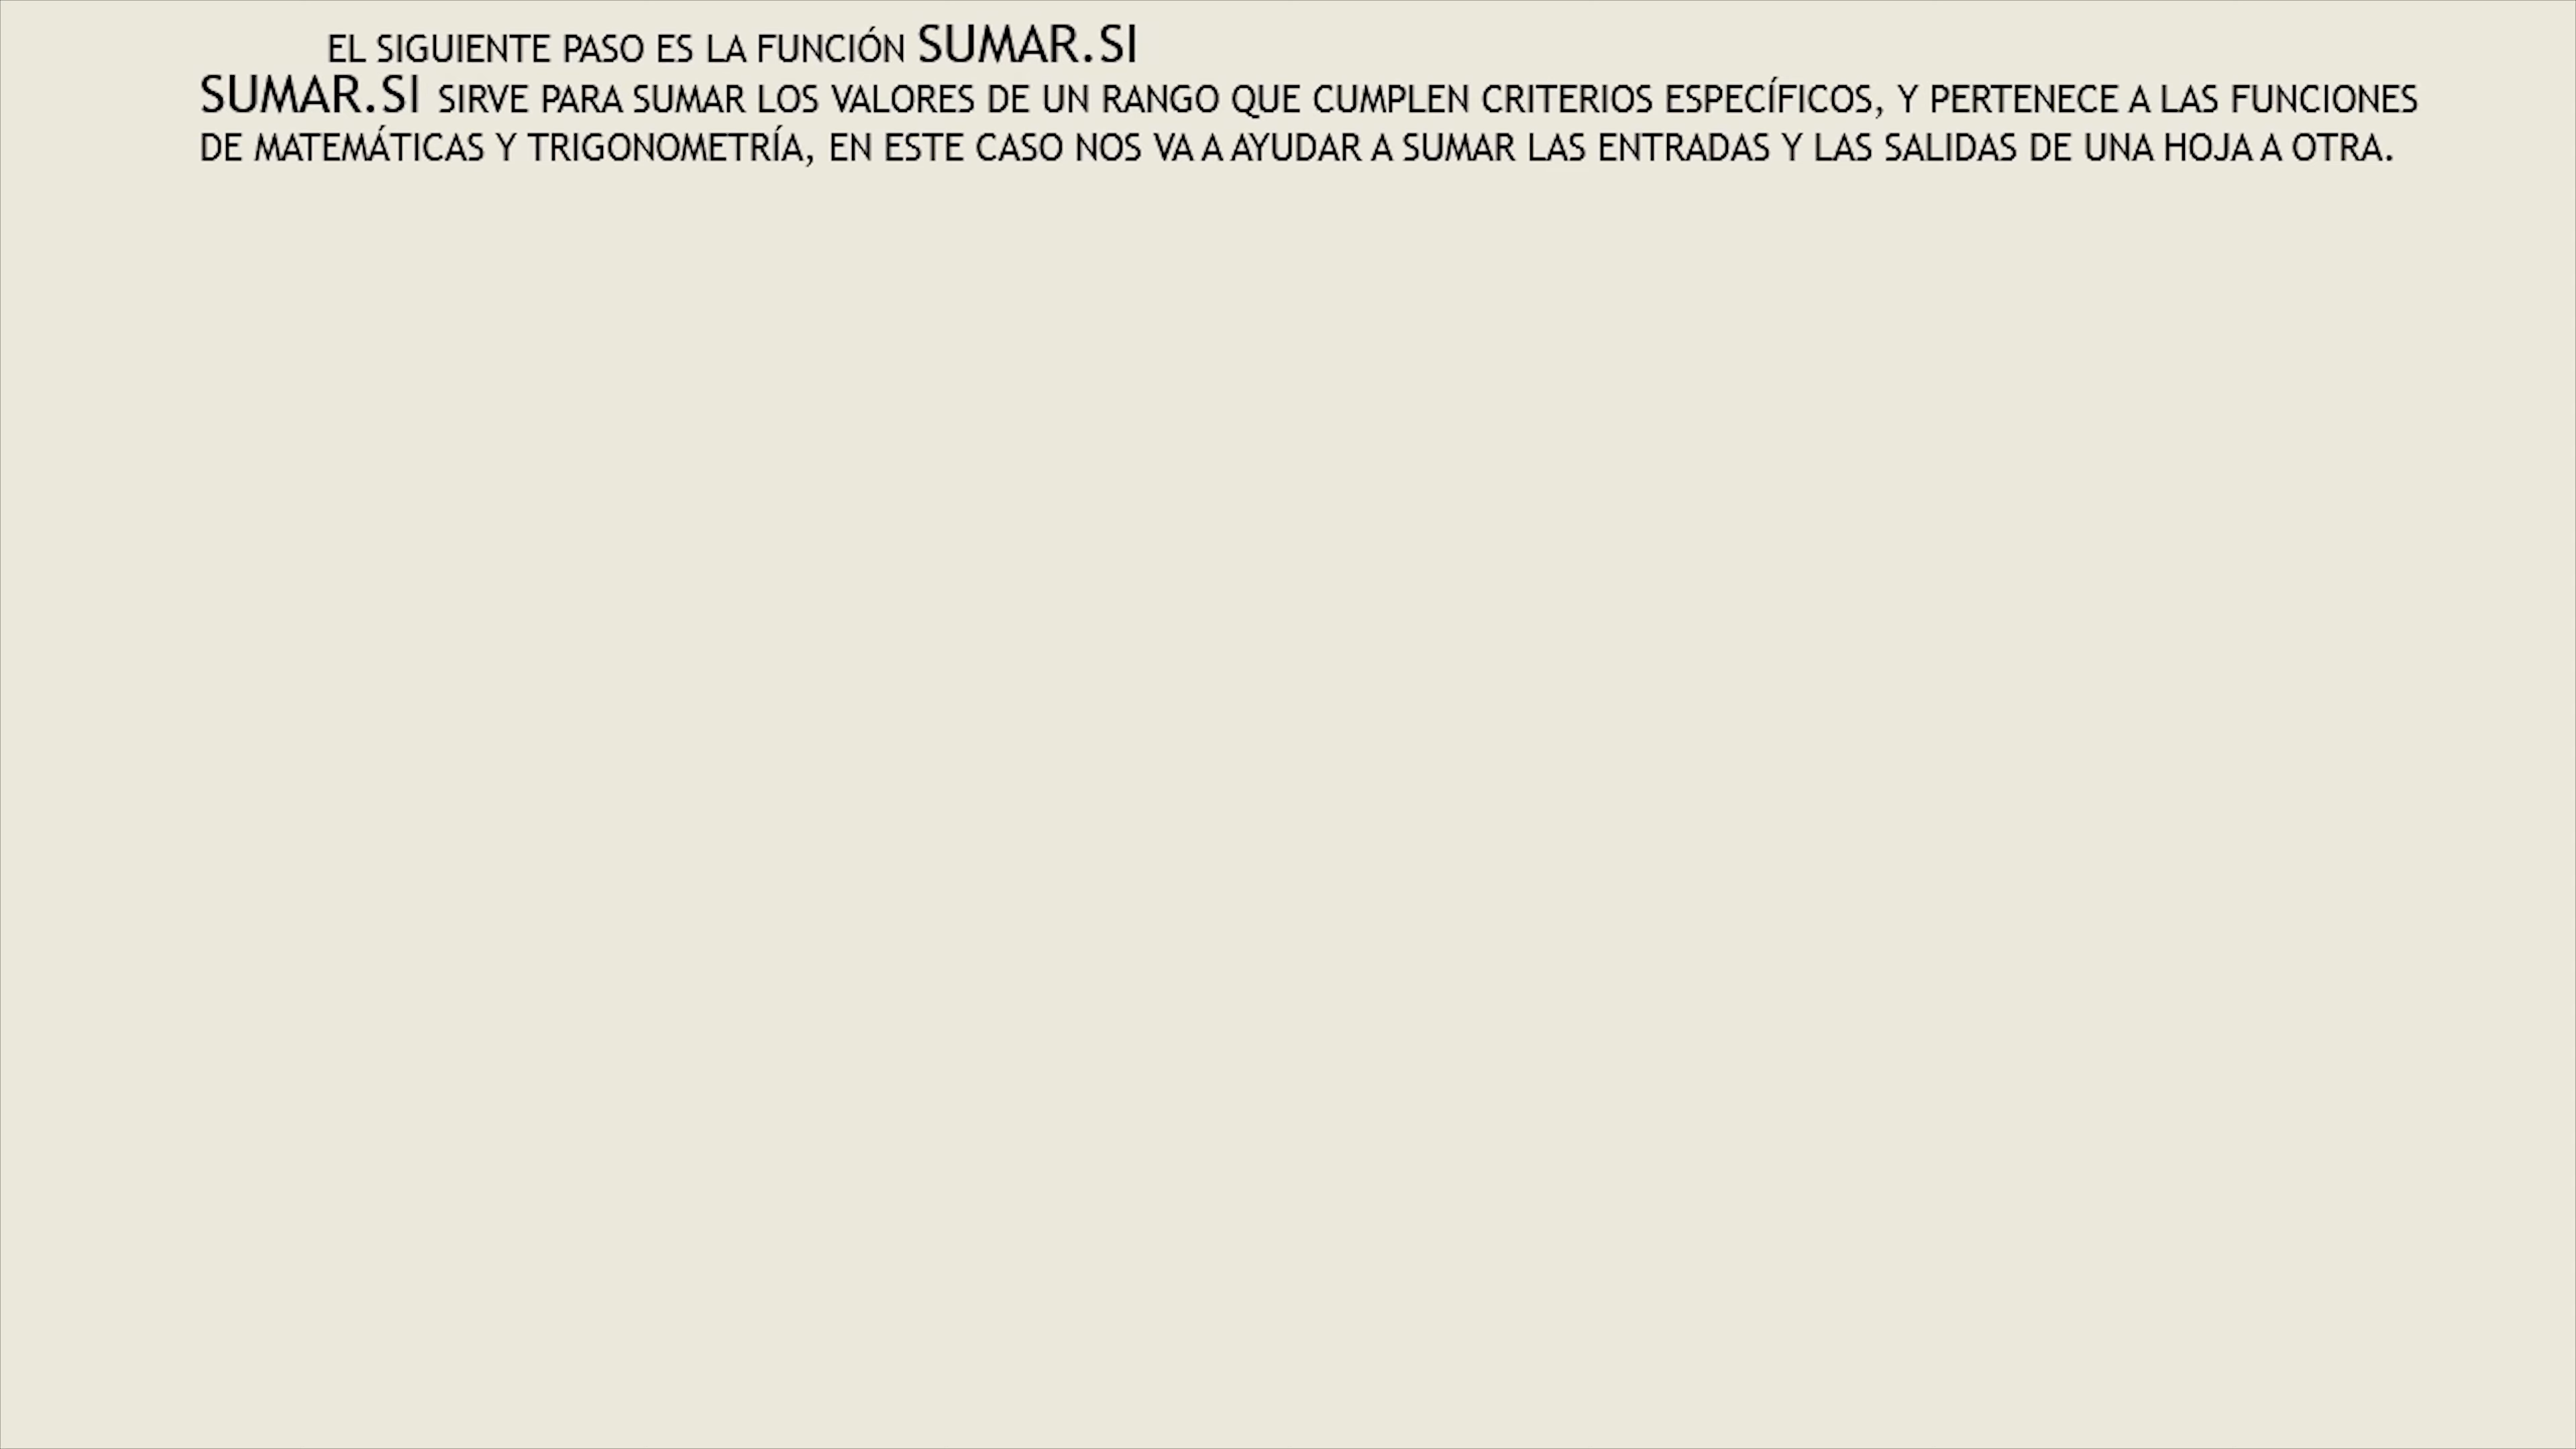 EL SIGUIENTE PASO ES LA FUNCIÓN SUMAR.SI
SUMAR.SI SIRVE PARA SUMAR LOS VALORES DE UN RANGO QUE CUMPLEN CRITERIOS ESPECÍFICOS, Y PERTENECE A LAS FUNCIONES
DE MATEMÁTICAS Y TRIGONOMETRÍA, EN ESTE CASO NOS VA A AYUDAR A SUMAR LAS ENTRADAS Y LAS SALIDAS DE UNA HOJA A OTRA.